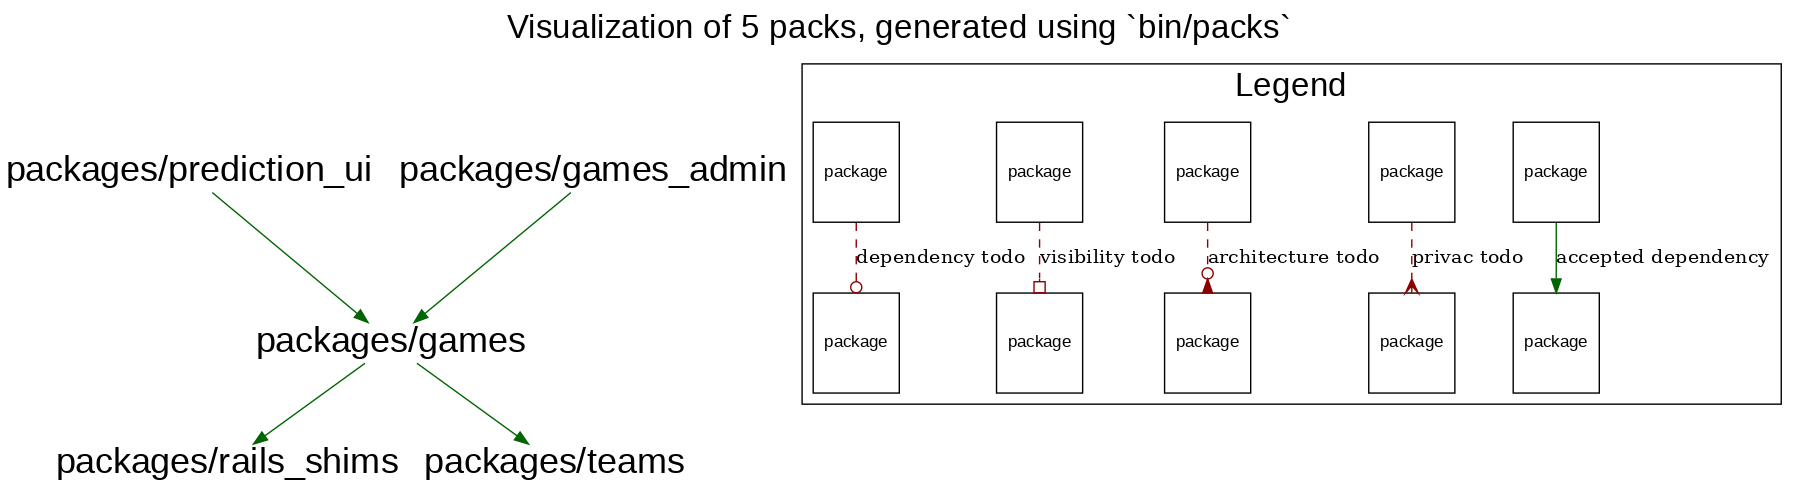 Visualization of 5 packs, generated using `bin/packs`
Legend
packages/prediction_ui
packages/games_admin
packages/games
packages/rails_shims
packages/teams
package
package
package
package
package
dependency todo
visibility todo
architecture todo
privac todo
accepted dependency
package
package
package
package
package